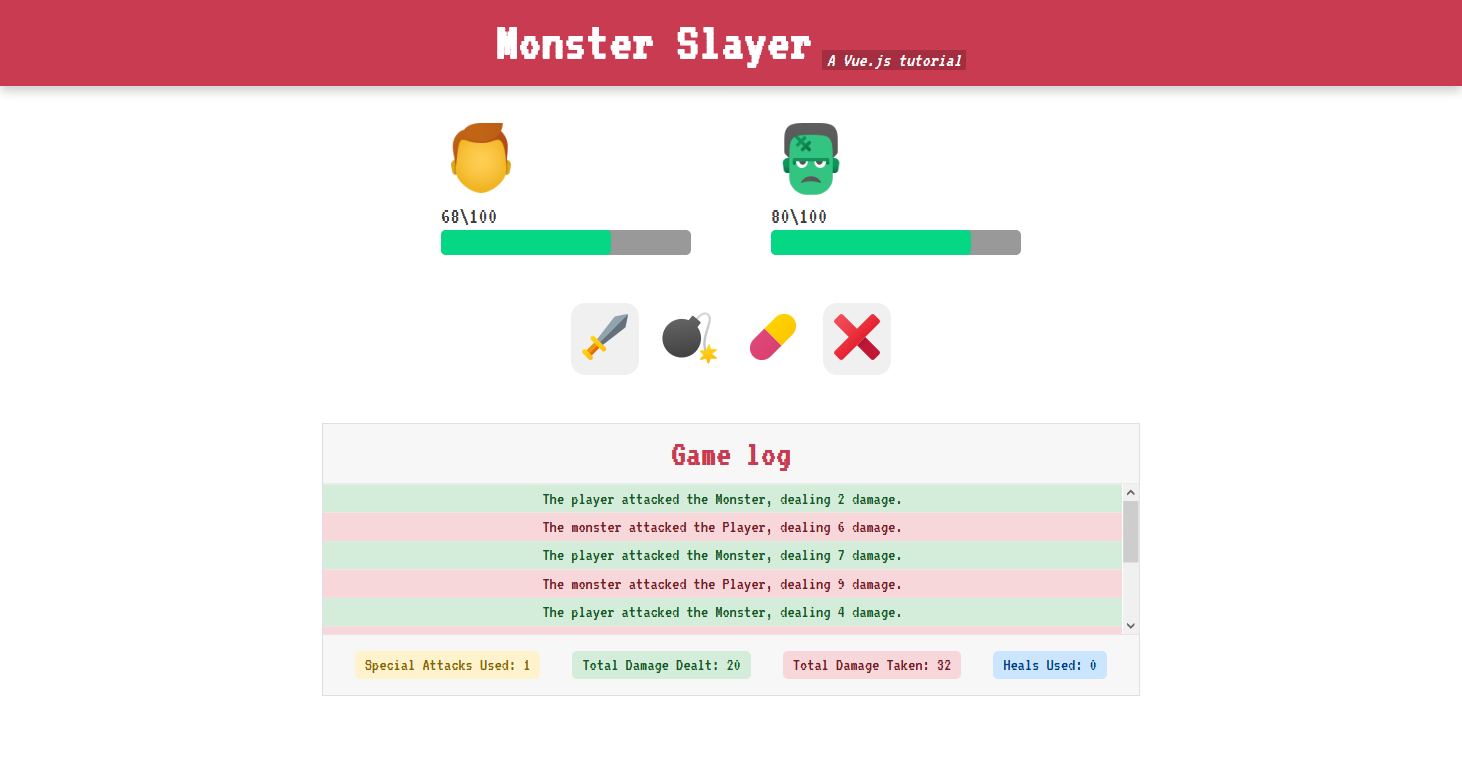 Monster Slayer A Vue.js tutorial
68\100 80\100
Game log
The player attacked the Monster, dealing 2 damage.
The monster attacked the Player, dealing 6 damage.
The player attacked the Monster, dealing 7 damage.
The monster attacked the Player, dealing 9 damage.
The player attacked the Monster, dealing 4 damage.
Special Attacks Used: 1 Total Damage Dealt: 20 Total Damage Taken: 32 Heals Used: 0